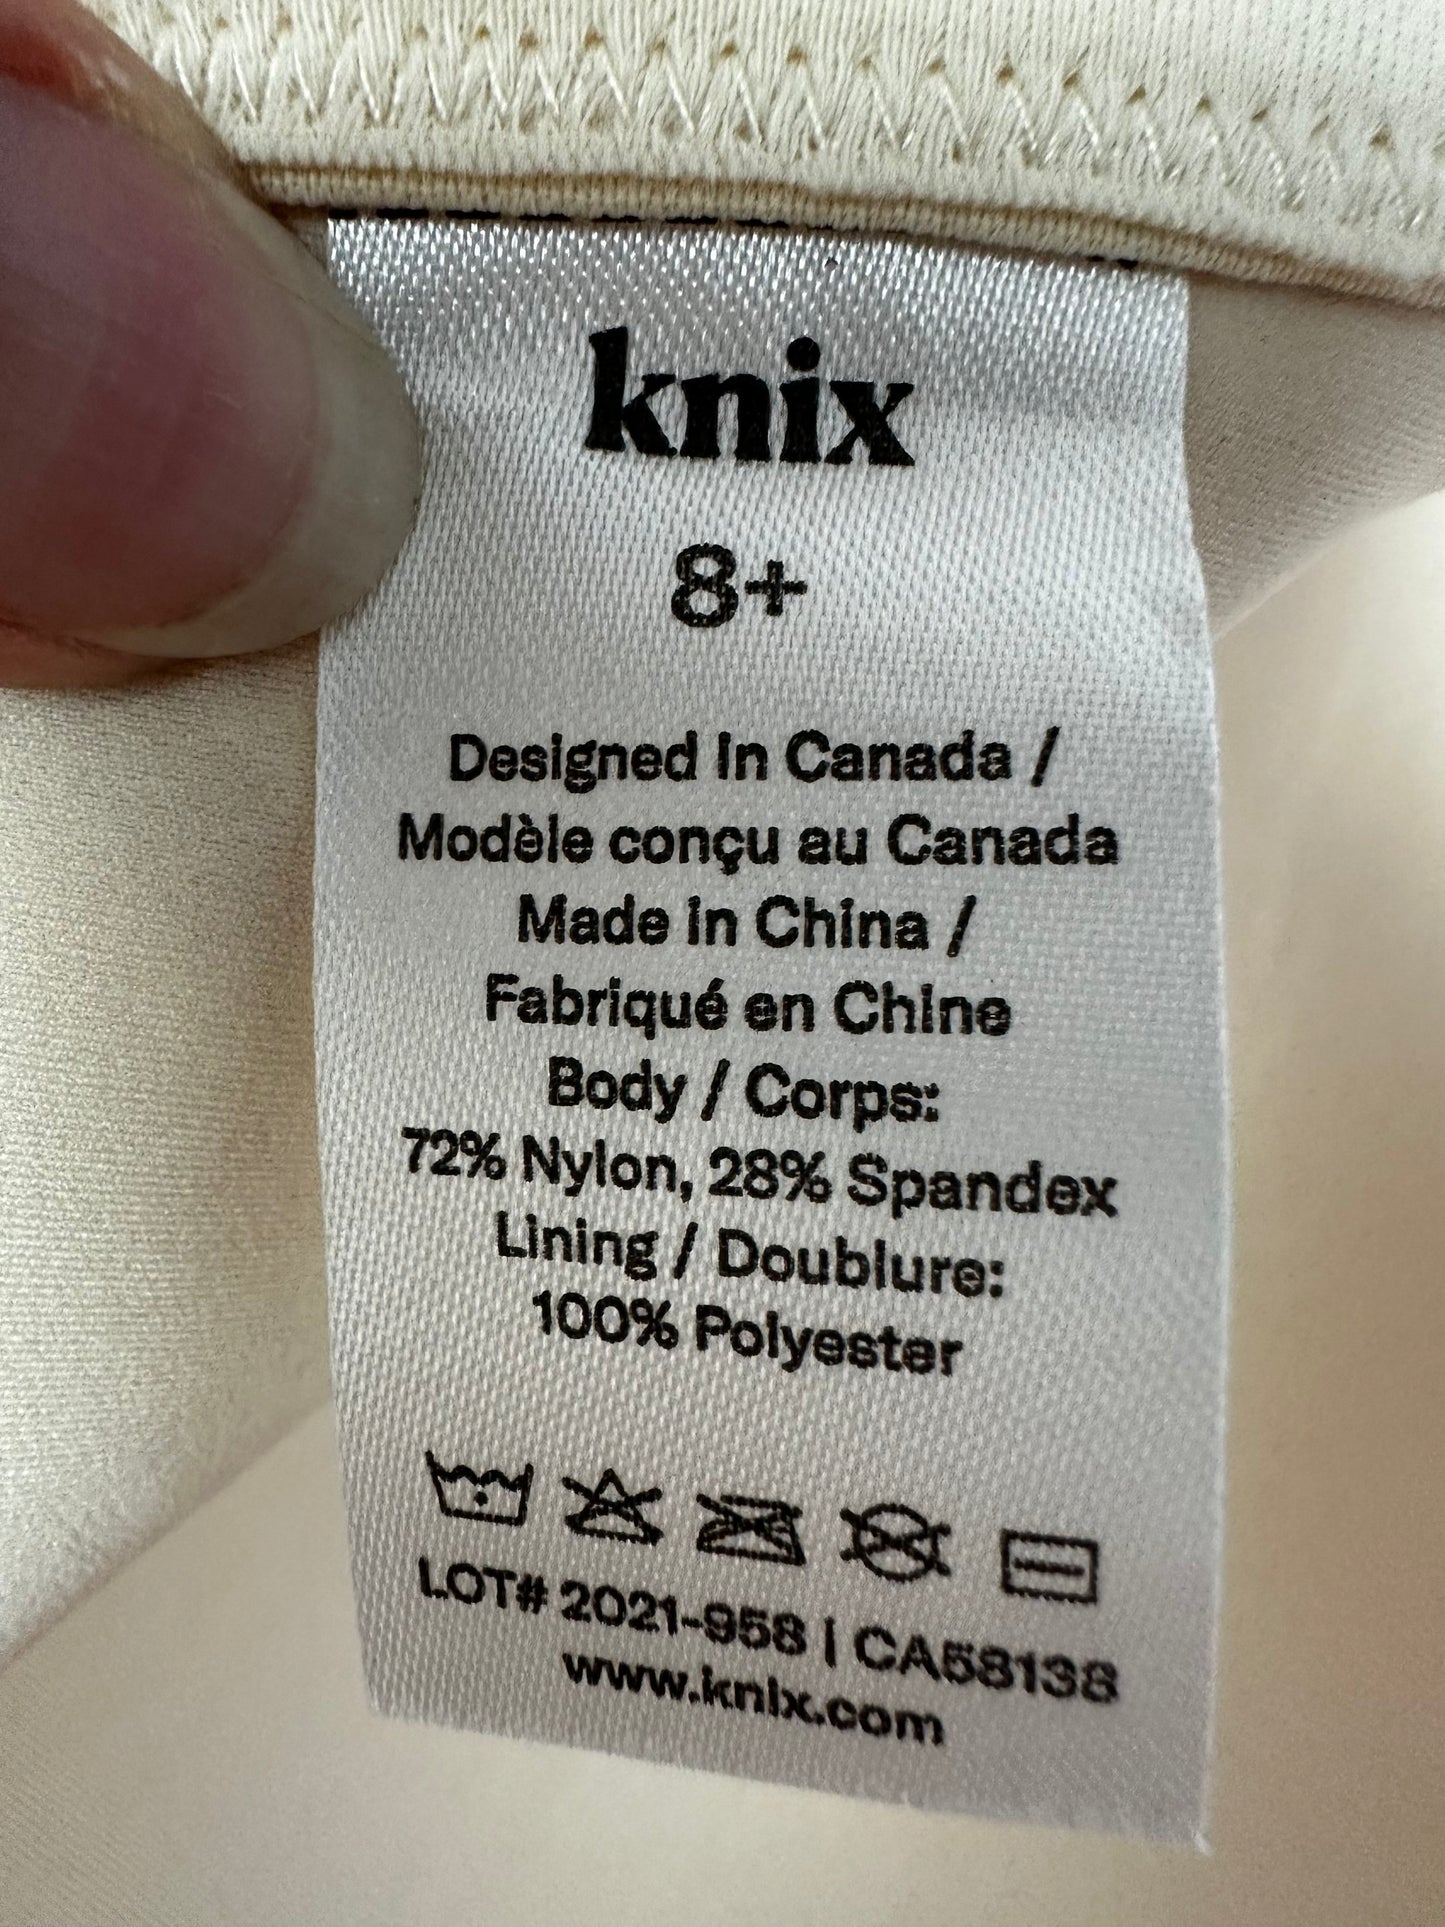 knix
8+
Designed in Canada /
Modèle conçu au Canada
Made in China /
Fabriqué en Chine
Body / Corps:
72% Nylon, 28% Spandex
Lining / Doublure:
100% Polyester
LOT# 2021-958 | CA58138
www.knix.com